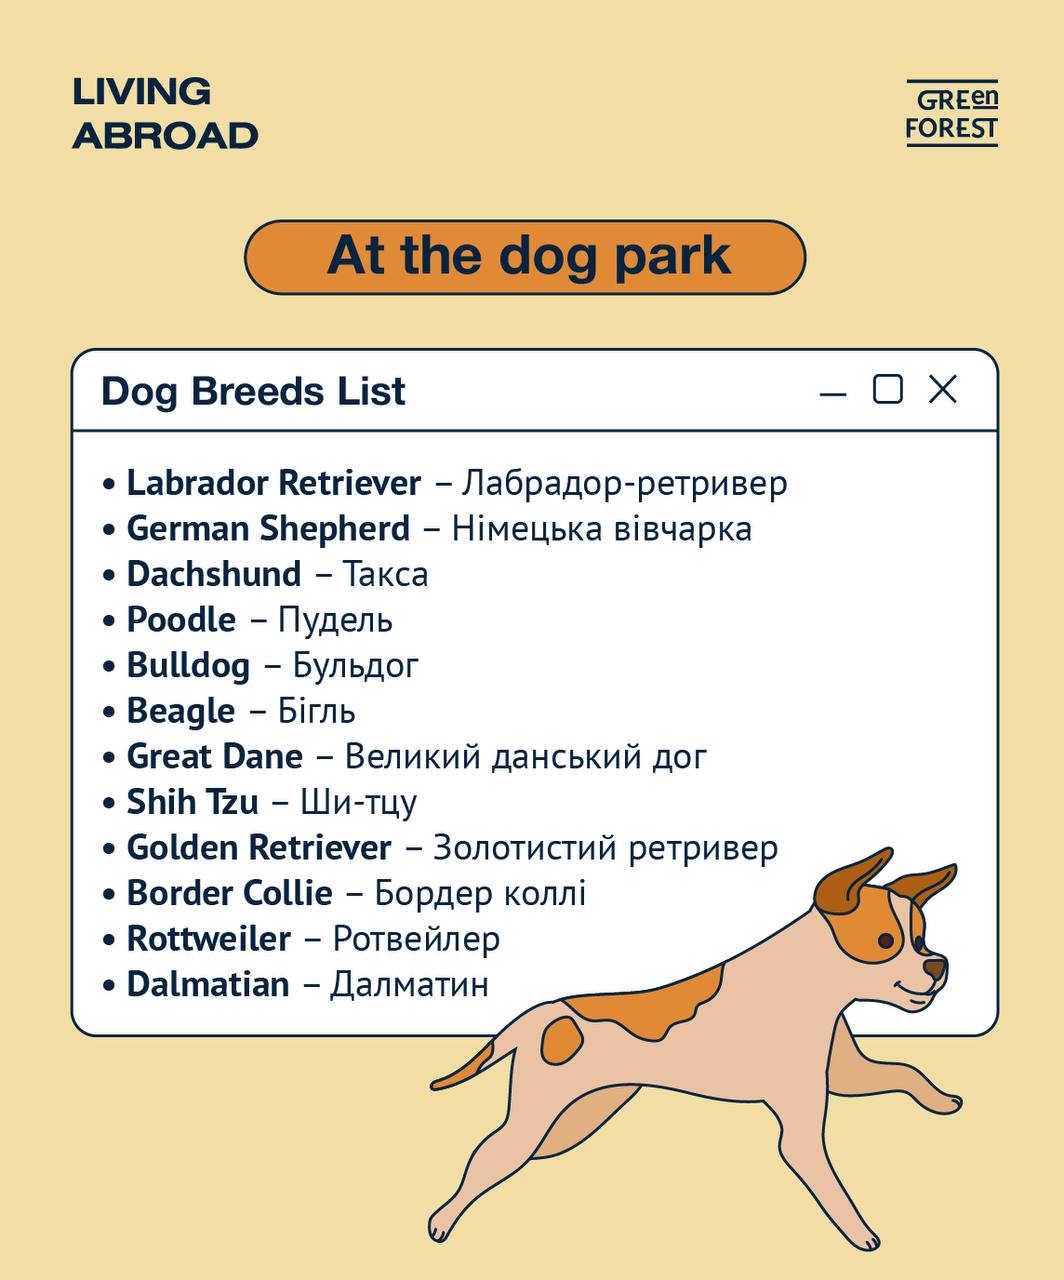 LIVING
ABROAD
GREen
FOREST
At the dog park
Dog Breeds List
• Labrador Retriever – Лабрадор-ретривер
• German Shepherd – Німецька вівчарка
• Dachshund – Такса
• Poodle – Пудель
• Bulldog – Бульдог
• Beagle – Бігль
• Great Dane – Великий данський дог
• Shih Tzu – Ши-тцу
• Golden Retriever – Золотистий ретривер
• Border Collie – Бордер коллі
• Rottweiler – Ротвейлер
• Dalmatian – Далматин